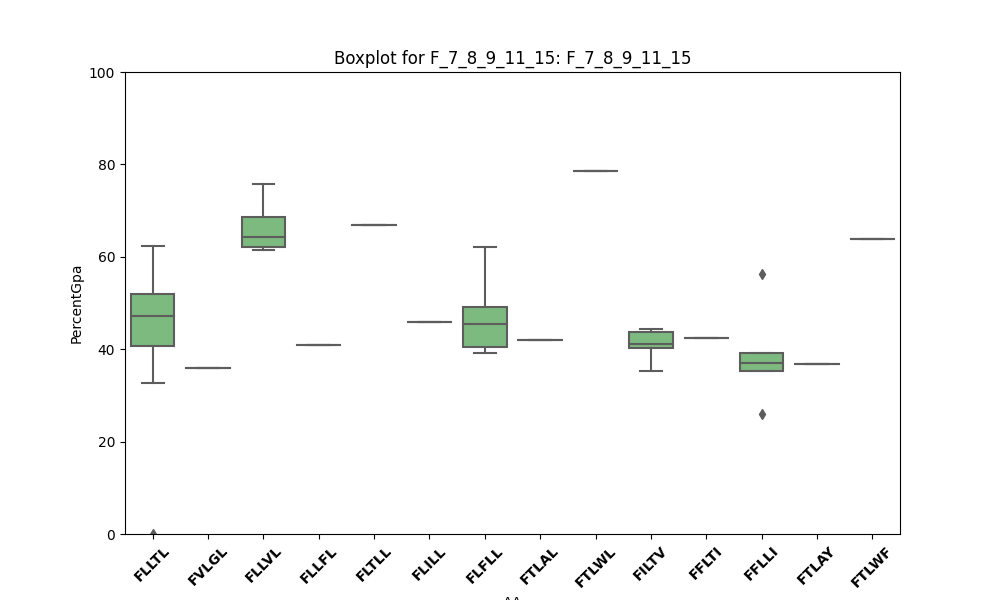 Boxplot for F_7_8_9_11_15: F_7_8_9_11_15
100
80
60
40
20
0
PercentGpa
FLLTL
FVLGL
FLLVL
FLLFL
FLTLL
FLILL
FLFLL
FTLAL
FTLWL
FILTV
FFLTI
FFLLI
FTLAY
FTLWF
AA